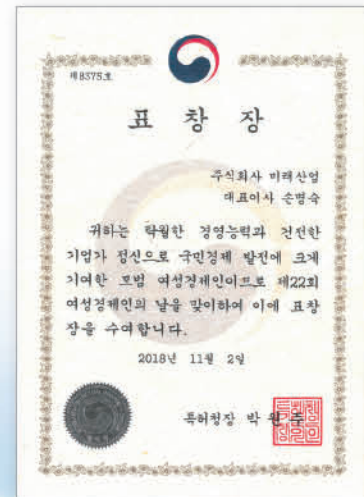 제8375호
표 창 장
주식회사 미래산업
대표이사 손명숙
귀하는 탁월한 경영능력과 건전한
기업가 정신으로 국민경제 발전에 크게
기여한 모범 여성경제인이므로 제22회
여성경제인의 날을 맞이하여 이에 표창
장을 수여합니다.
2018년 11월 2일
특허청장 박원주